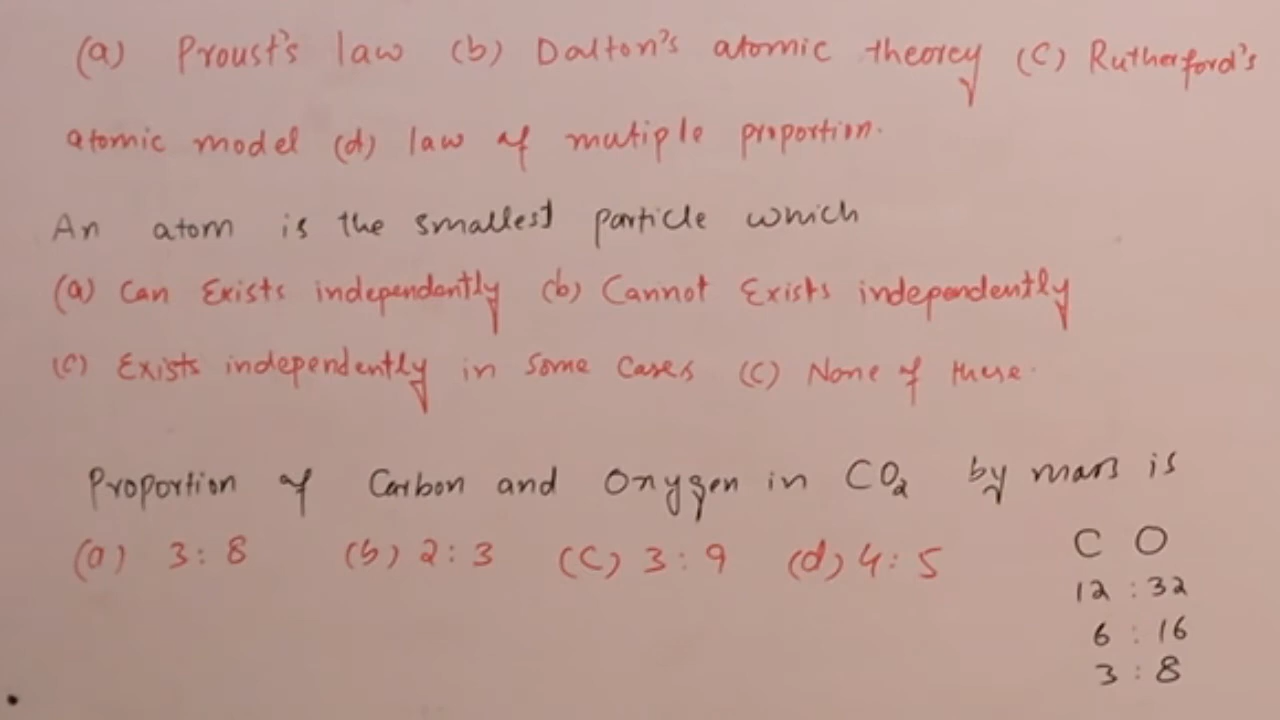 (a) Proust's law (b) Dalton's atomic theorey (C) Rutherford's
atomic model (d) law of mutiple proportion.
An atom is the smallest particle which
(a) Can Exists independently (b) Cannot Exists independently
(C) Exists independently in Some Cases (C) None of these.
Proportion of Carbon and Oxygen in CO2 by mass is
(a) 3:8 (b) 2:3 (C) 3:9 (d) 4:5
C O
12 : 32
6 : 16
3 : 8